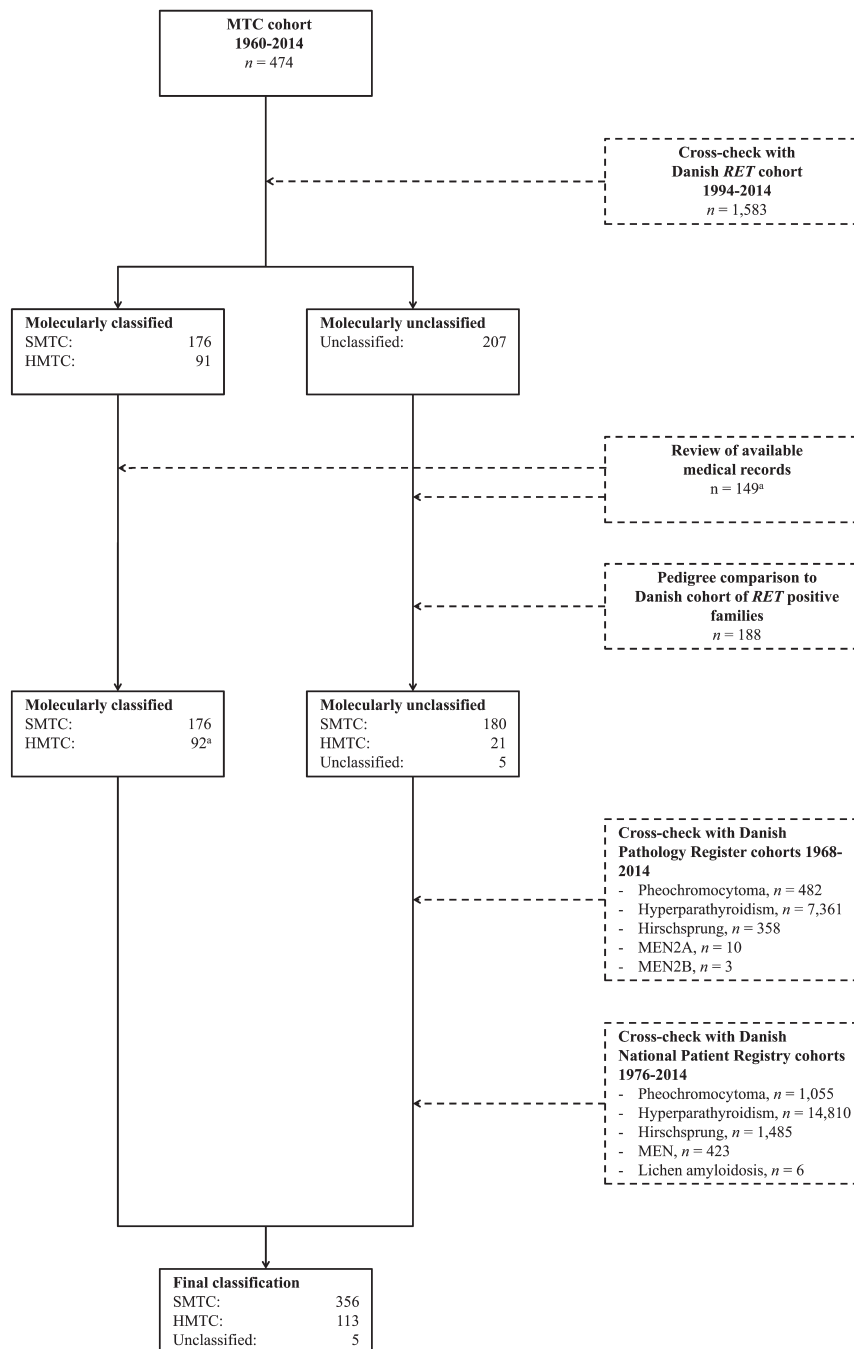 MTC cohort
1960-2014
n = 474
Cross-check with
Danish RET cohort
1994-2014
n = 1,583
Molecularly classified
SMTC: 176
HMTC: 91
Molecularly unclassified
Unclassified: 207
Review of available
medical records
n = 149ᵃ
Pedigree comparison to
Danish cohort of RET positive
families
n = 188
Molecularly classified
SMTC: 176
HMTC: 92ᵃ
Molecularly unclassified
SMTC: 180
HMTC: 21
Unclassified: 5
Cross-check with Danish
Pathology Register cohorts 1968-
2014
- Pheochromocytoma, n = 482
- Hyperparathyroidism, n = 7,361
- Hirschsprung, n = 358
- MEN2A, n = 10
- MEN2B, n = 3
Cross-check with Danish
National Patient Registry cohorts
1976-2014
- Pheochromocytoma, n = 1,055
- Hyperparathyroidism, n = 14,810
- Hirschsprung, n = 1,485
- MEN, n = 423
- Lichen amyloidosis, n = 6
Final classification
SMTC: 356
HMTC: 113
Unclassified: 5